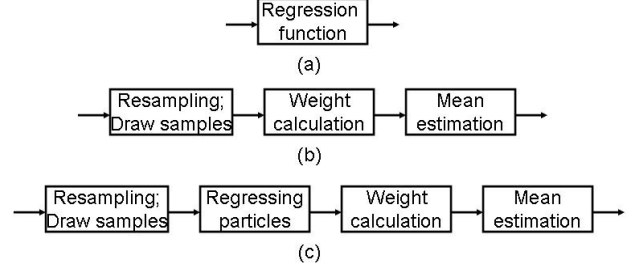 Regression
function
(a)
Resampling; Weight Mean
Draw samples calculation estimation
(b)
Resampling; Regressing Weight Mean
Draw samples particles calculation estimation
(c)